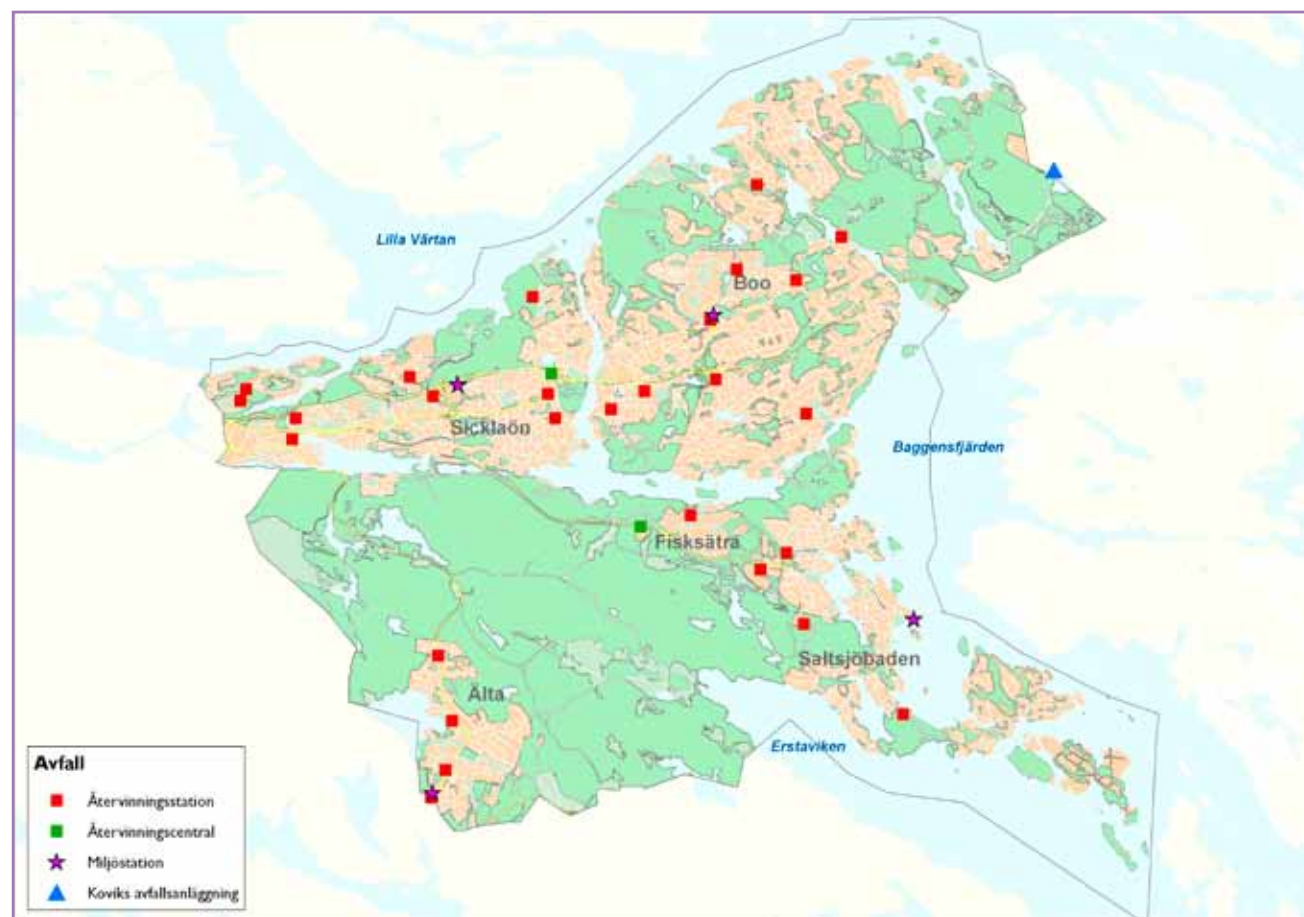 Lilla Värtan
Boo
Sicklaön
Baggensfjärden
Fisksätra
Saltsjöbaden
Älta
Erstaviken
Avfall
Återvinningsstation
Återvinningscentral
Miljöstation
Koviks avfallsanläggning